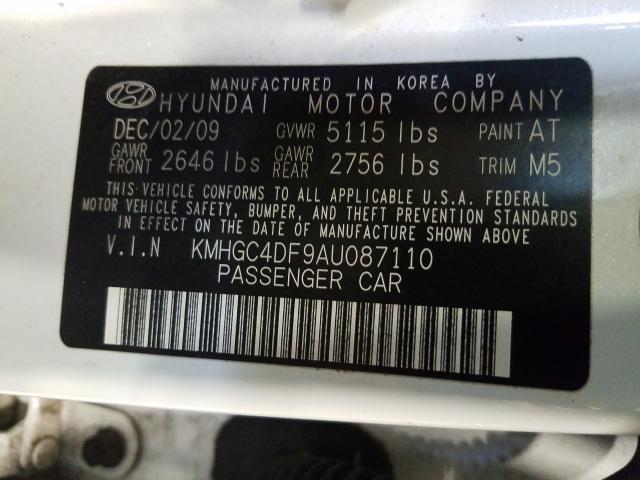 MANUFACTURED IN KOREA BY
HYUNDAI MOTOR COMPANY
DEC/02/09 GVWR 5115 lbs PAINT AT
GAWR FRONT 2646 lbs GAWR REAR 2756 lbs TRIM M5
THIS VEHICLE CONFORMS TO ALL APPLICABLE U.S.A. FEDERAL
MOTOR VEHICLE SAFETY, BUMPER, AND THEFT PREVENTION STANDARDS
IN EFFECT ON THE DATE OF MANUFACTURE SHOWN ABOVE
V.I.N KMHGC4DF9AU087110
PASSENGER CAR